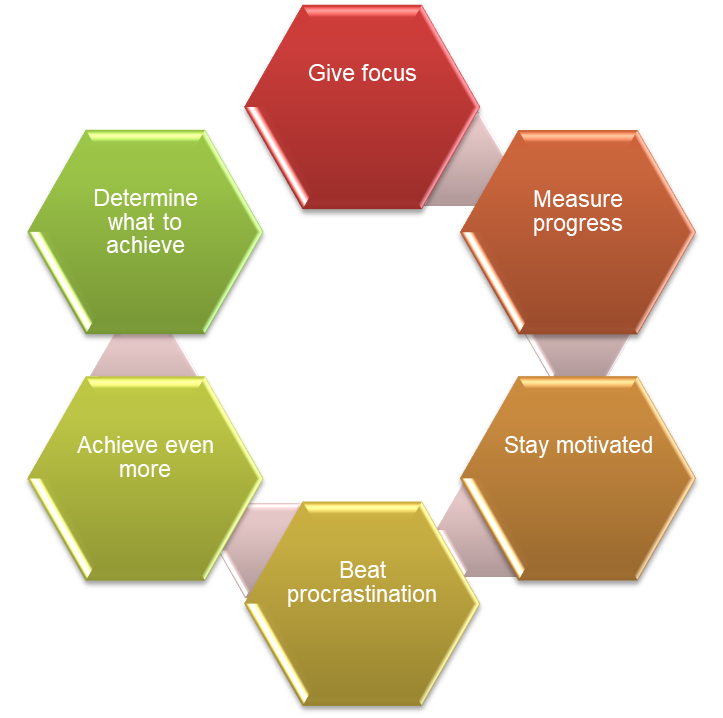 Give focus
Measure
progress
Stay motivated
Beat
procrastination
Achieve even
more
Determine
what to
achieve